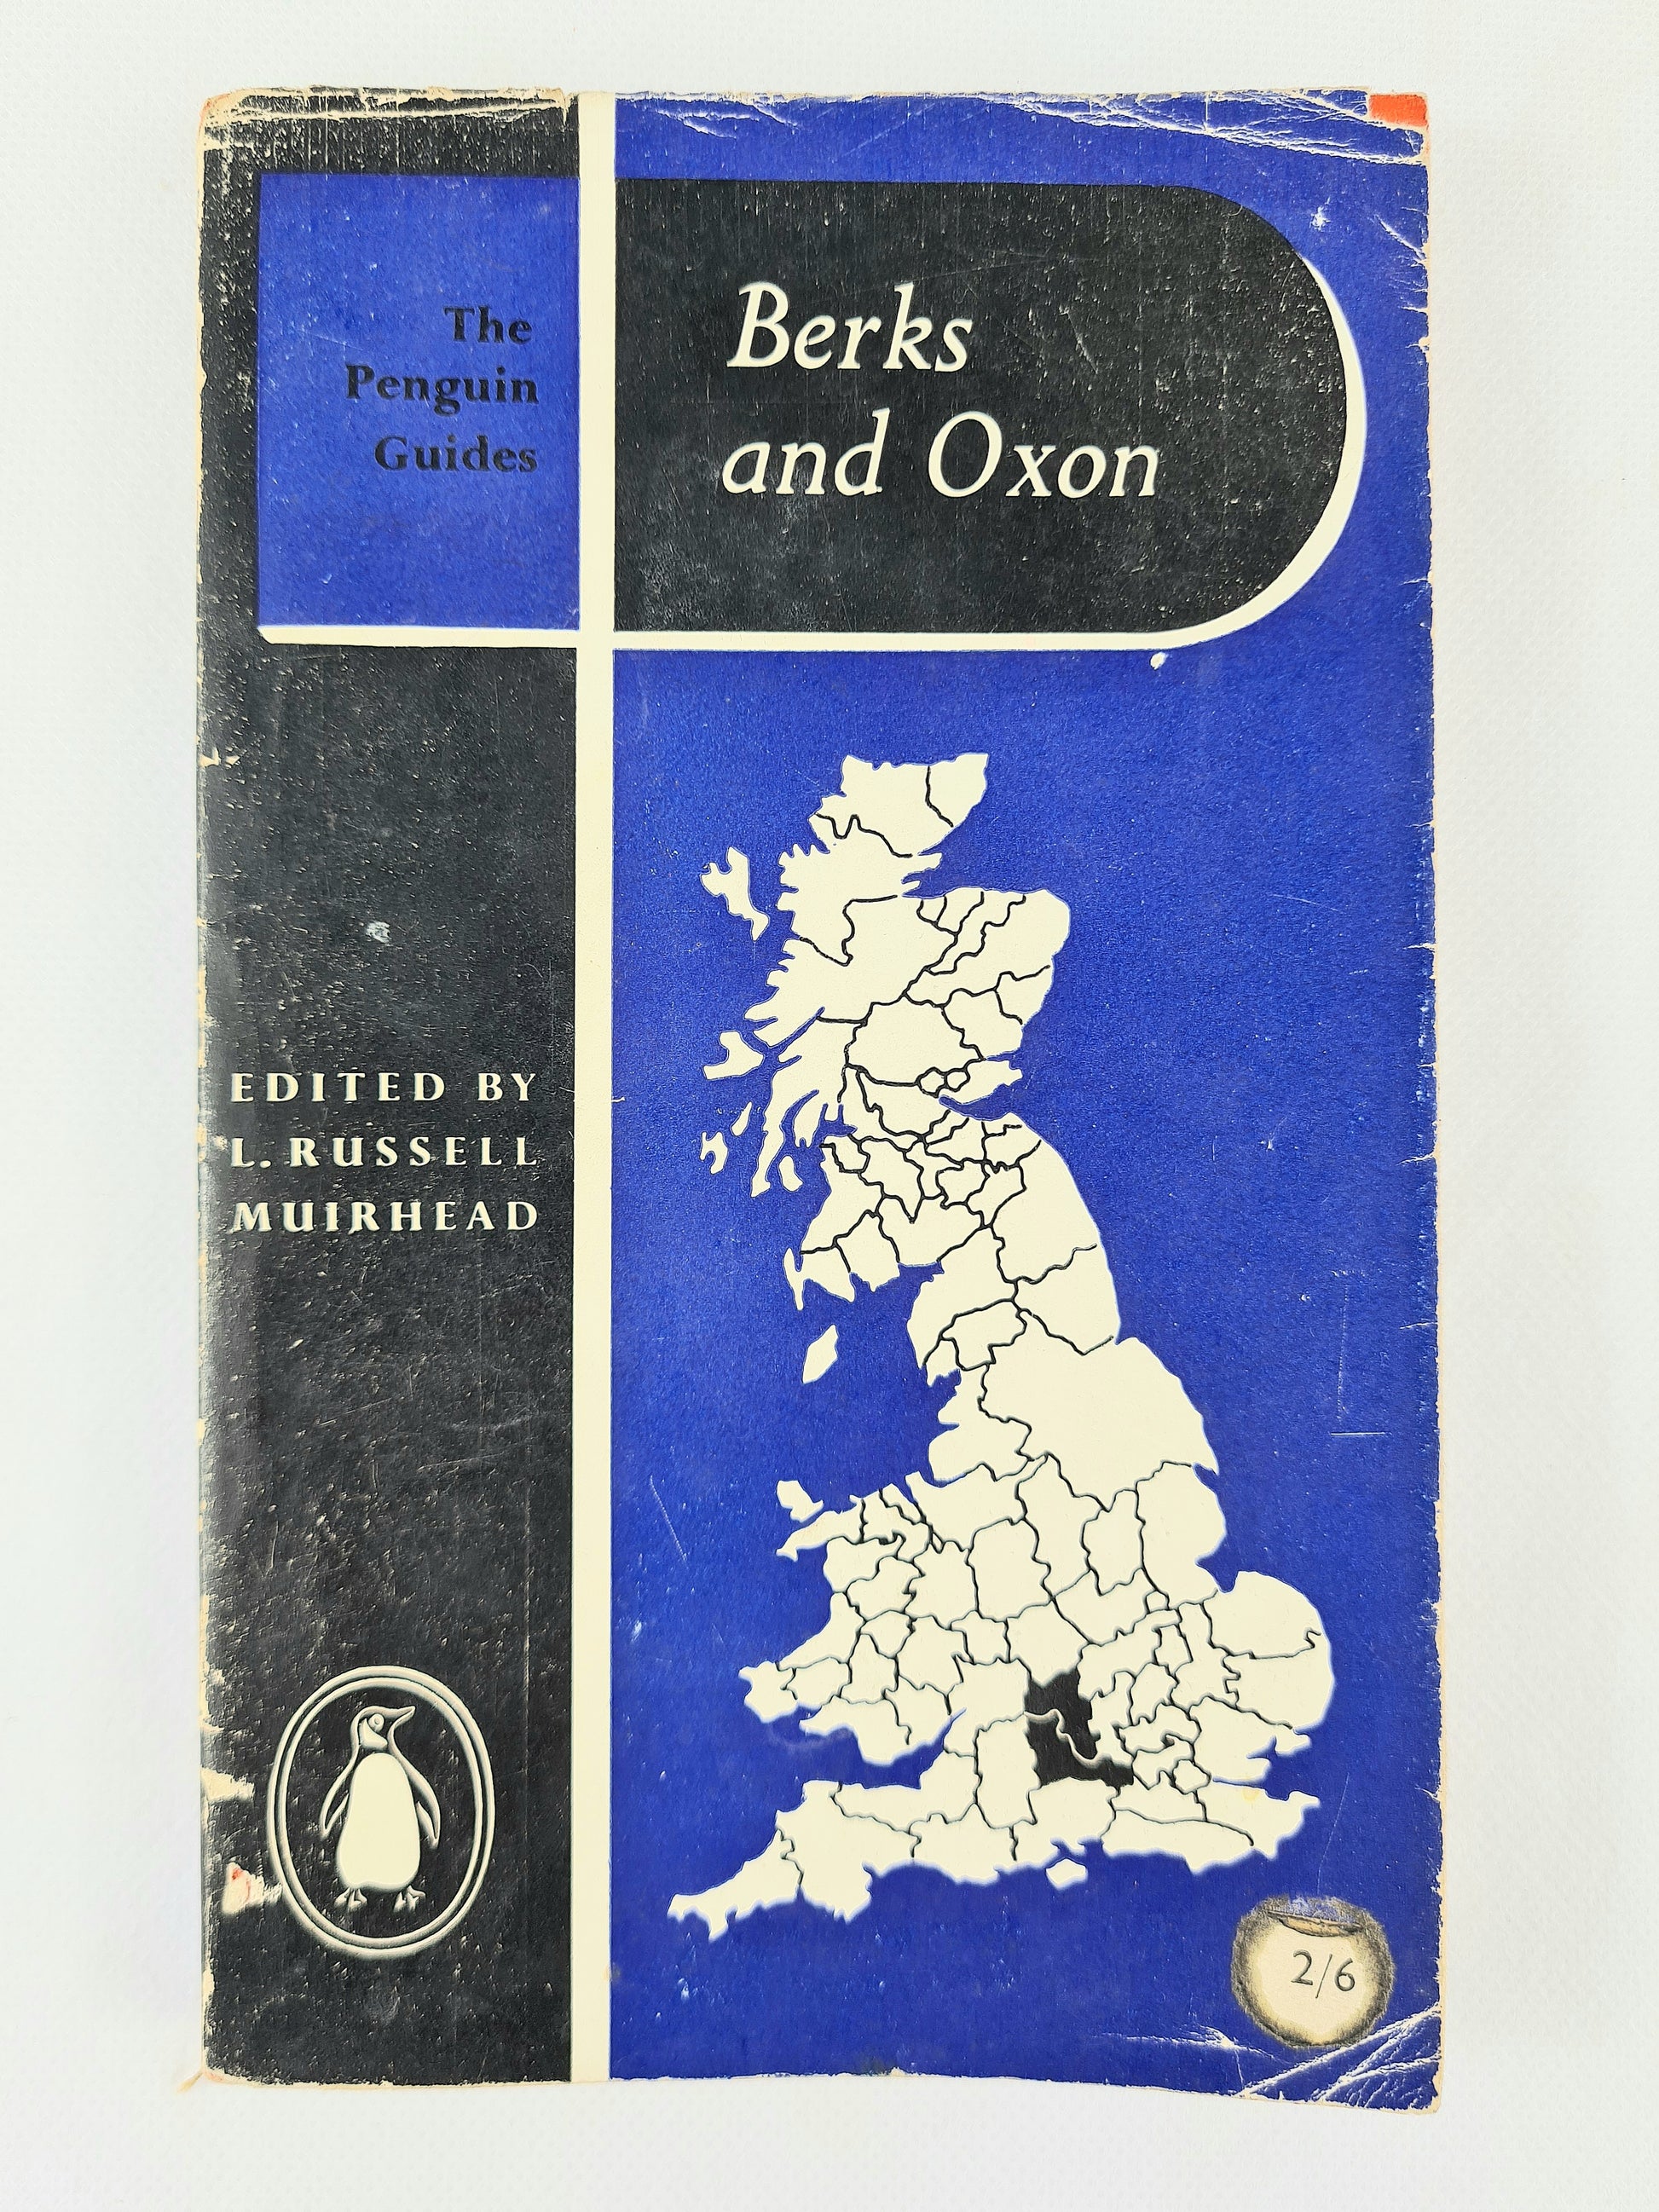 The
Penguin
Guides
Berks
and Oxon
EDITED BY
L. RUSSELL
MUIRHEAD
2/6